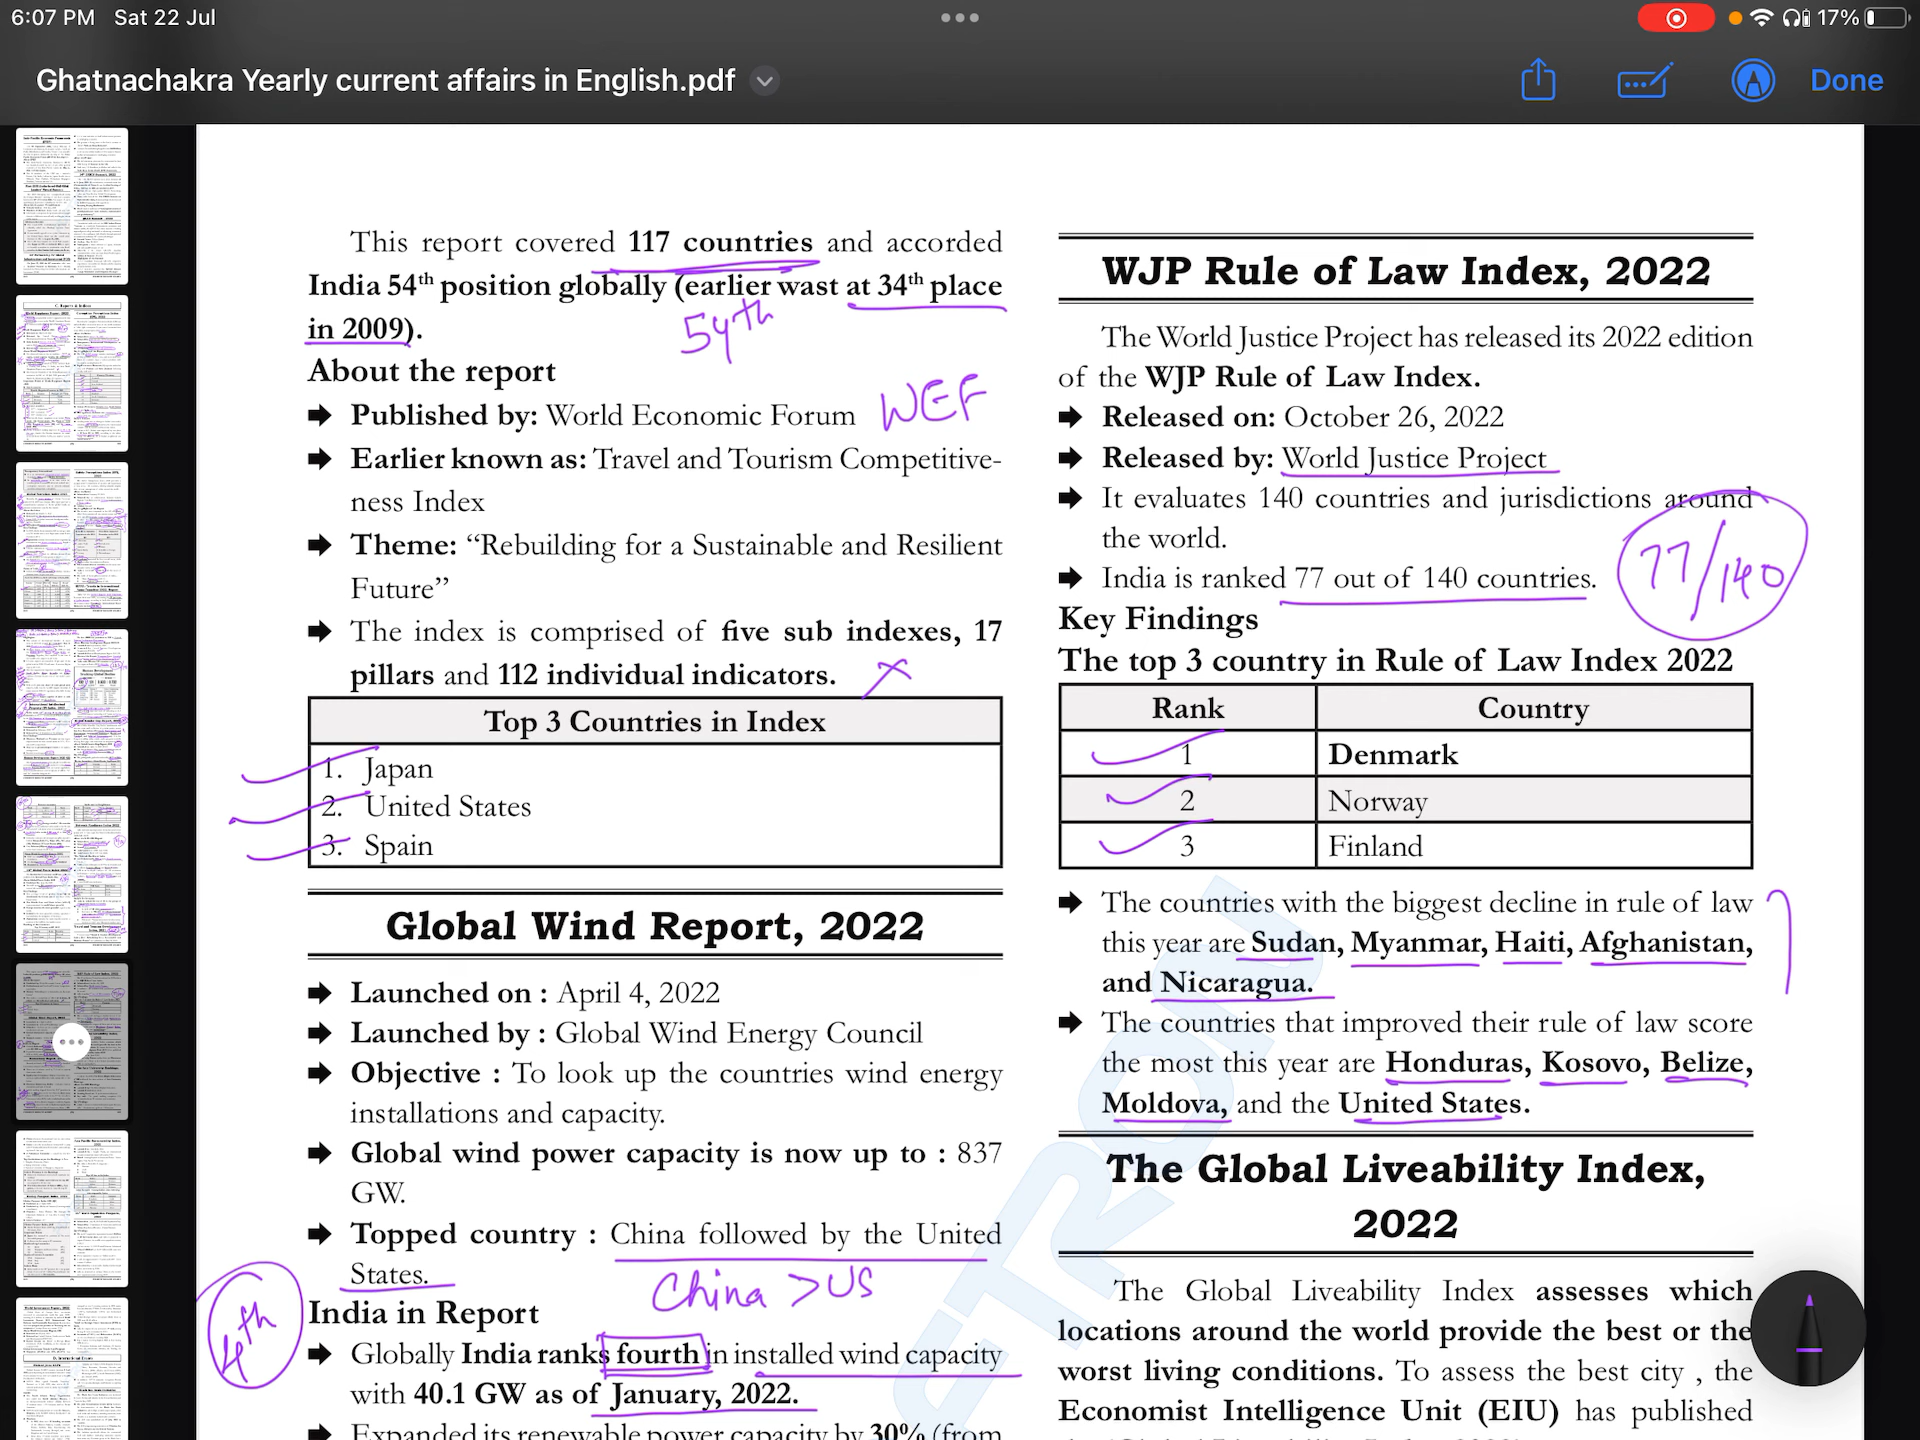 6:07 PM Sat 22 Jul
17%
Ghatnachakra Yearly current affairs in English.pdf
Done
This report covered 117 countries and accorded
India 54th position globally (earlier wast at 34th place
in 2009).
54th
About the report
Published by: World Economic Forum
WEF
Earlier known as: Travel and Tourism Competitive-
ness Index
Theme: “Rebuilding for a Sustainable and Resilient
Future”
The index is comprised of five sub indexes, 17
pillars and 112 individual indicators.
Top 3 Countries in Index
1. Japan
2. United States
3. Spain
Global Wind Report, 2022
Launched on : April 4, 2022
Launched by : Global Wind Energy Council
Objective : To look up the countries wind energy
installations and capacity.
Global wind power capacity is now up to : 837
GW.
Topped country : China followed by the United
States.
China > US
India in Report
4th
Globally India ranks fourth in installed wind capacity
with 40.1 GW as of January, 2022.
Expanded its renewable power capacity by 30% (from
WJP Rule of Law Index, 2022
The World Justice Project has released its 2022 edition
of the WJP Rule of Law Index.
Released on: October 26, 2022
Released by: World Justice Project
It evaluates 140 countries and jurisdictions around
the world.
77/140
India is ranked 77 out of 140 countries.
Key Findings
The top 3 country in Rule of Law Index 2022
Rank Country
1 Denmark
2 Norway
3 Finland
The countries with the biggest decline in rule of law
this year are Sudan, Myanmar, Haiti, Afghanistan,
and Nicaragua.
The countries that improved their rule of law score
the most this year are Honduras, Kosovo, Belize,
Moldova, and the United States.
The Global Liveability Index,
2022
The Global Liveability Index assesses which
locations around the world provide the best or the
worst living conditions. To assess the best city , the
Economist Intelligence Unit (EIU) has published